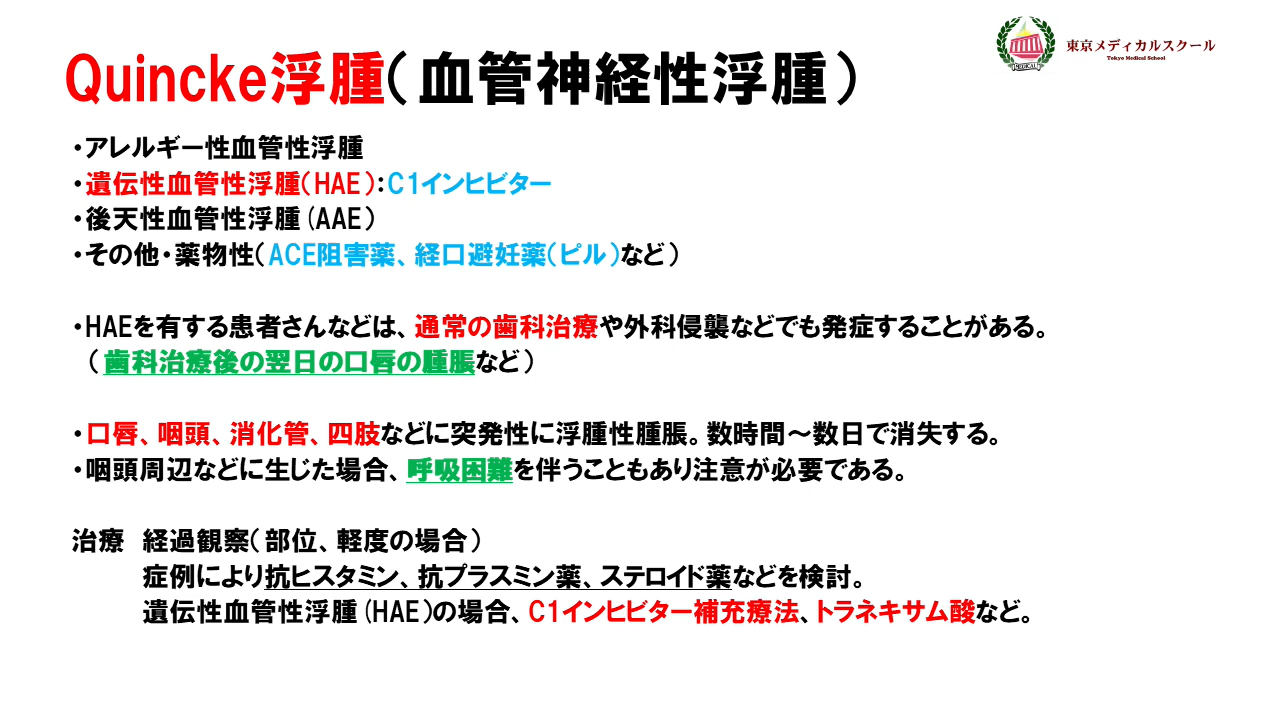 東京メディカルスクール
Tokyo Medical School
MEDICAL
Quincke浮腫（血管神経性浮腫）
・アレルギー性血管性浮腫
・遺伝性血管性浮腫（HAE）：C1インヒビター
・後天性血管性浮腫（AAE）
・その他・薬物性（ACE阻害薬、経口避妊薬（ピル）など）
・HAEを有する患者さんなどは、通常の歯科治療や外科侵襲などでも発症することがある。
（歯科治療後の翌日の口唇の腫脹など）
・口唇、咽頭、消化管、四肢などに突発性に浮腫性腫脹。数時間～数日で消失する。
・咽頭周辺などに生じた場合、呼吸困難を伴うこともあり注意が必要である。
治療　経過観察（部位、軽度の場合）
症例により抗ヒスタミン、抗プラスミン薬、ステロイド薬などを検討。
遺伝性血管性浮腫（HAE）の場合、C1インヒビター補充療法、トラネキサム酸など。